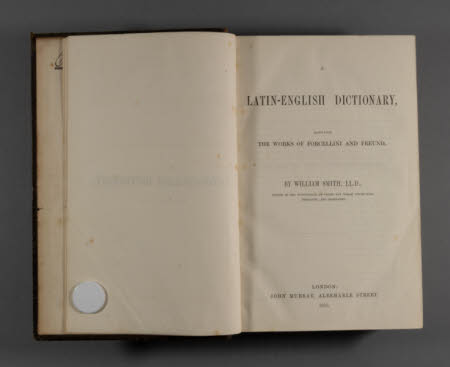 A
LATIN-ENGLISH DICTIONARY,
THE WORKS OF FORCELLINI AND FREUND.
BY WILLIAM SMITH, LL.D.,
LONDON:
JOHN MURRAY, ALBEMARLE STREET.